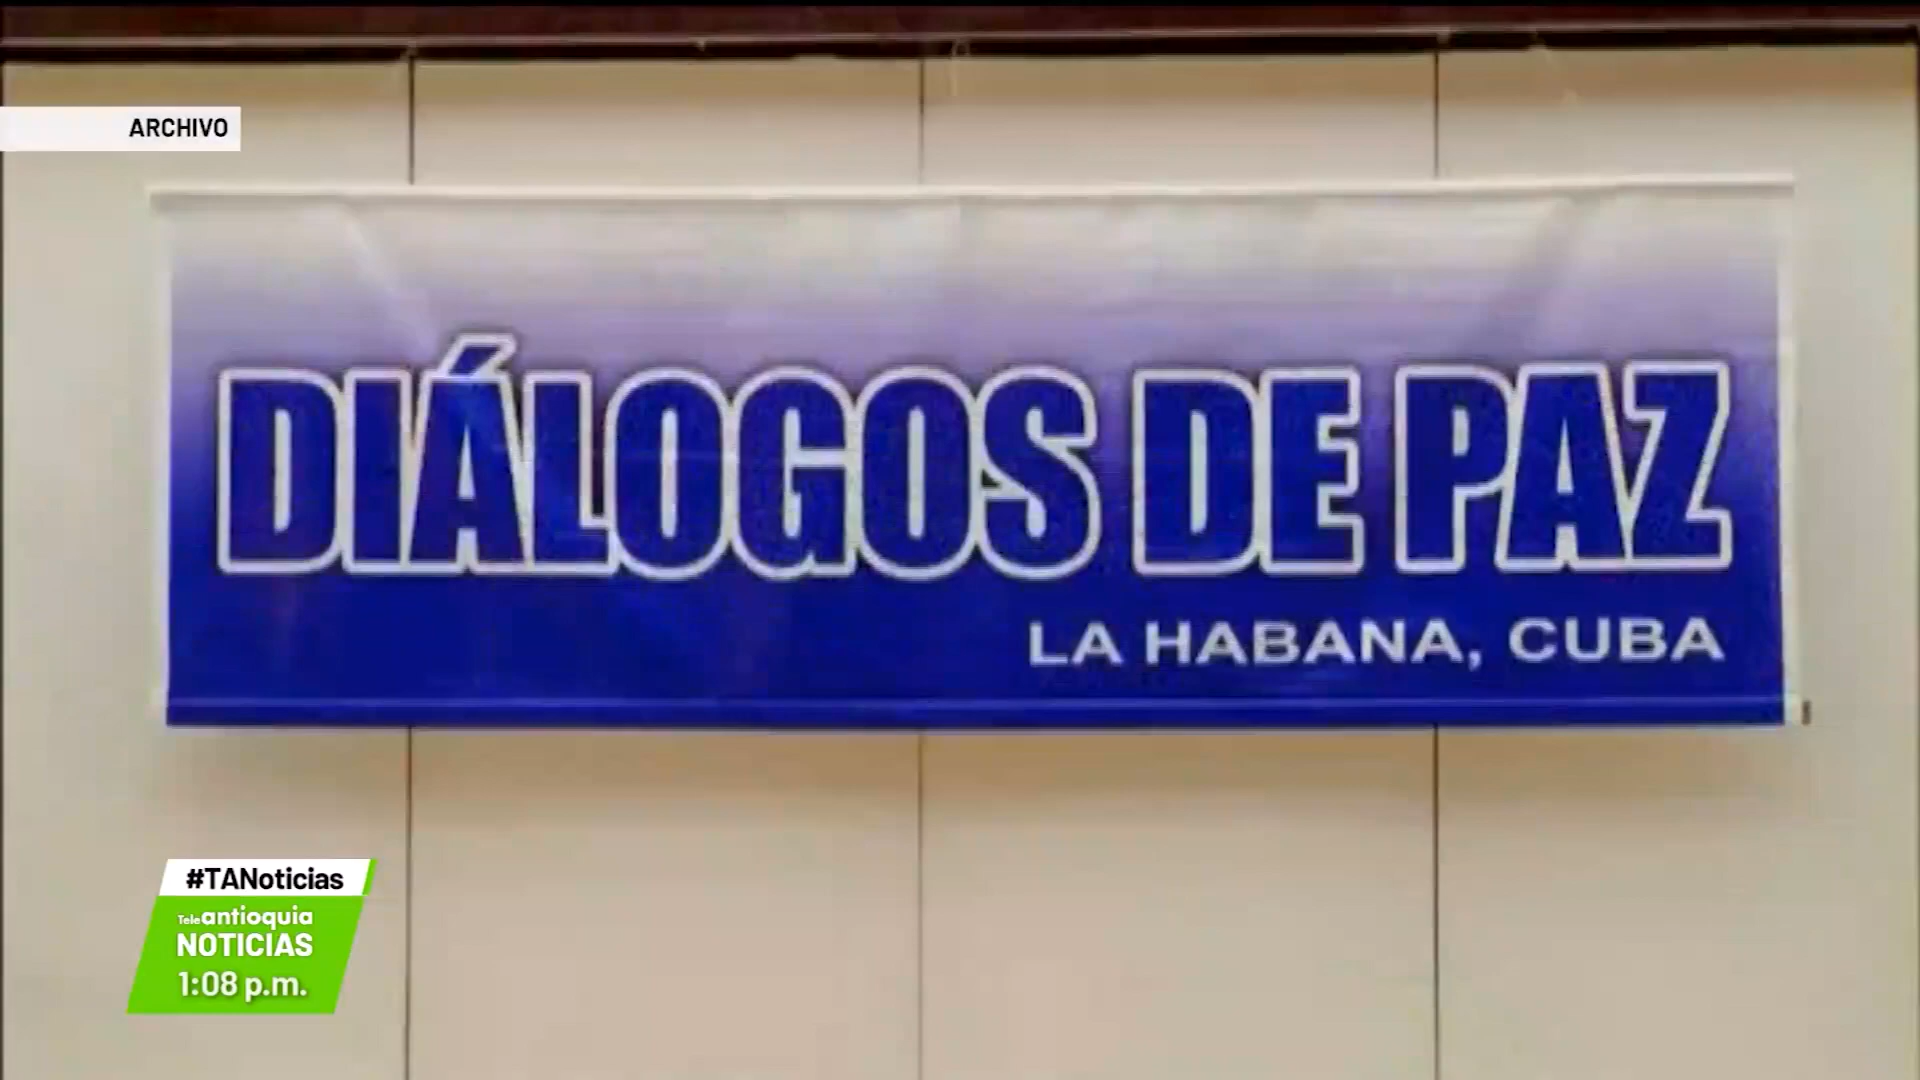 ARCHIVO
DIÁLOGOS DE PAZ
LA HABANA, CUBA
#TANoticias
Teleantioquia
NOTICIAS
1:08 p.m.